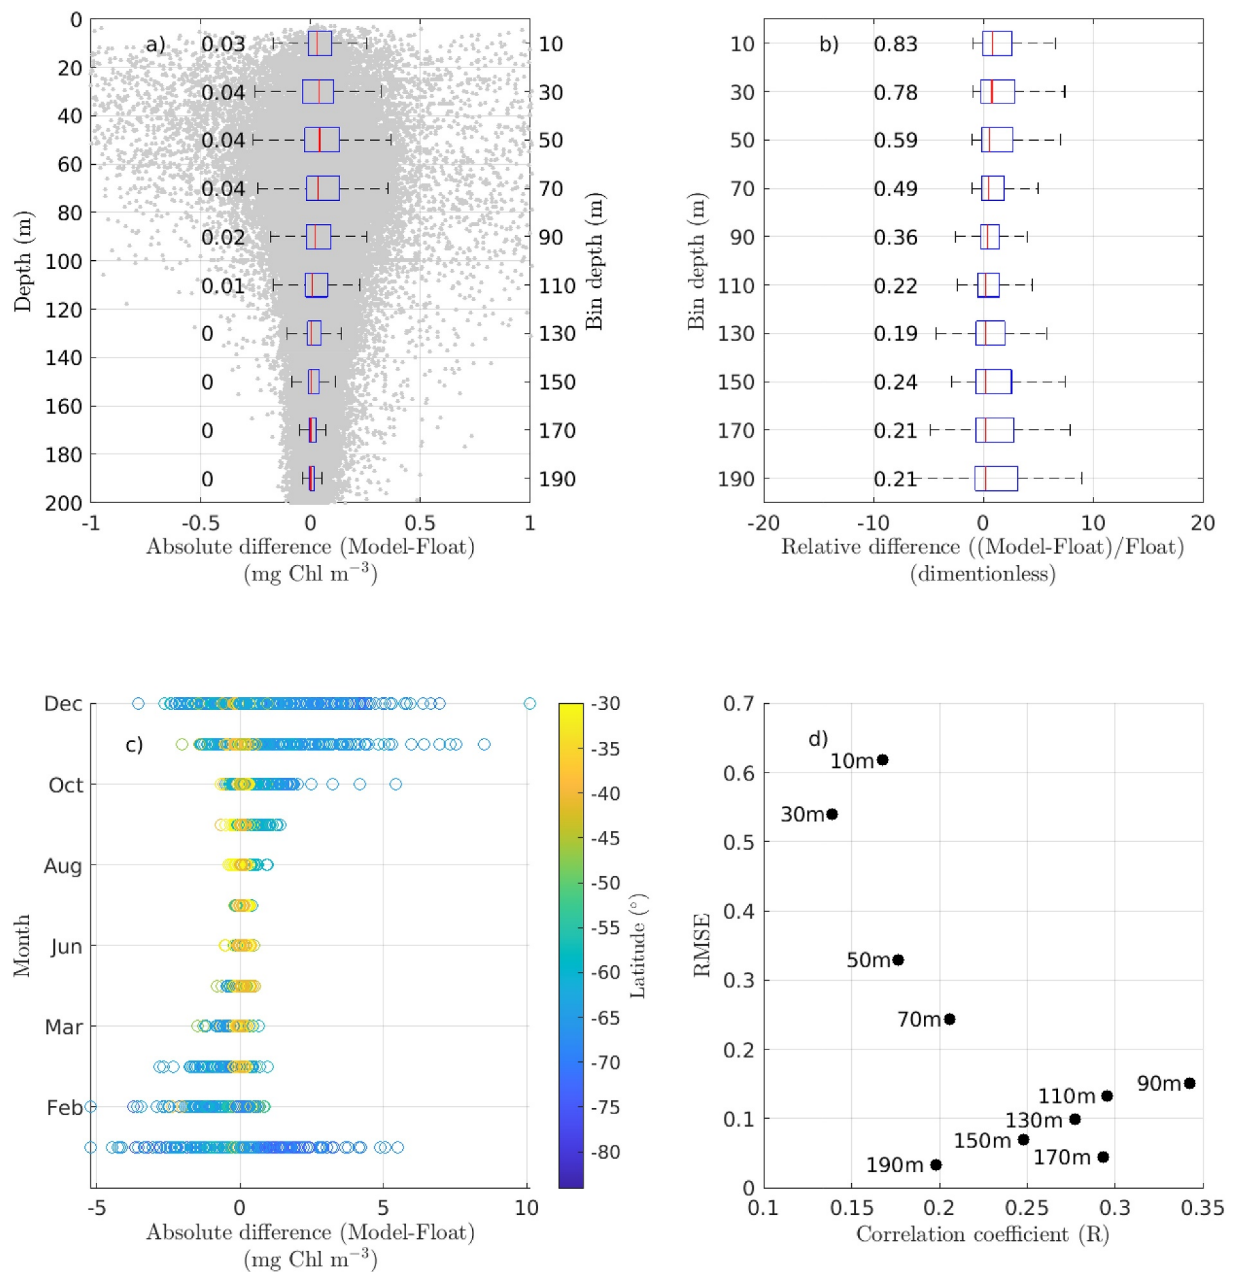 0
20
40
60
80
100
120
140
160
180
200
Depth (m)
a)
0.03
0.04
0.04
0.04
0.02
0.01
0
0
0
0
10
30
50
70
90
110
130
150
170
190
Bin depth (m)
-1
-0.5
0
0.5
1
Absolute difference (Model-Float)
(mg Chl m⁻³)
10
30
50
70
90
110
130
150
170
190
Bin depth (m)
b)
0.83
0.78
0.59
0.49
0.36
0.22
0.19
0.24
0.21
0.21
-20
-10
0
10
20
Relative difference ((Model-Float)/Float)
(dimentionless)
Dec
Oct
Aug
Jun
Mar
Feb
Month
c)
-5
0
5
10
Absolute difference (Model-Float)
(mg Chl m⁻³)
-30
-35
-40
-45
-50
-55
-60
-65
-70
-75
-80
Latitude (°)
0.7
0.6
0.5
0.4
0.3
0.2
0.1
0
RMSE
d)
10m
30m
50m
70m
90m
110m
130m
150m
170m
190m
0.1
0.15
0.2
0.25
0.3
0.35
Correlation coefficient (R)